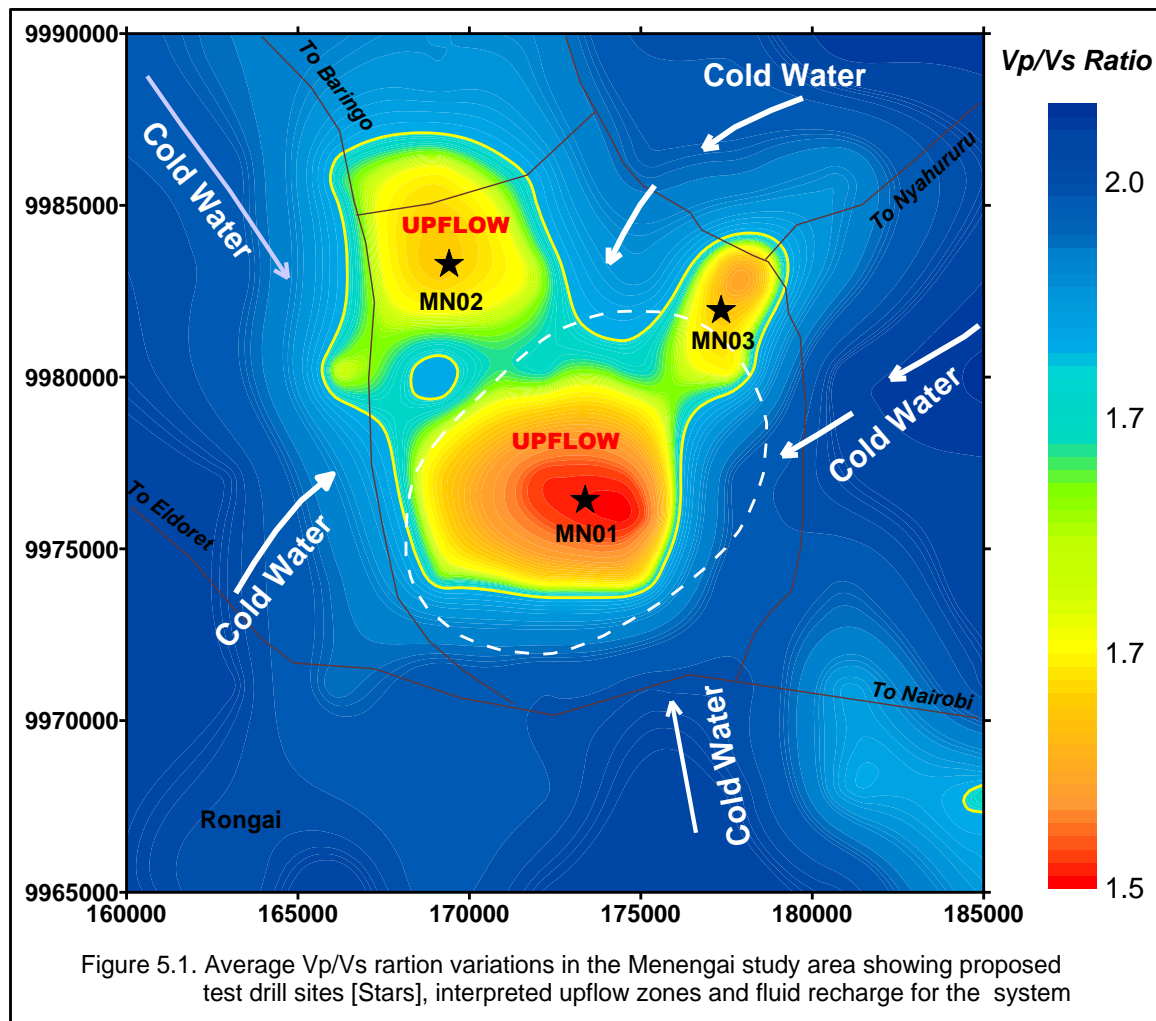 9990000
9985000
9980000
9975000
9970000
9965000
160000
165000
170000
175000
180000
185000
To Baringo
Cold Water
Cold Water
To Nyahururu
UPFLOW
MN02
MN03
Cold Water
UPFLOW
MN01
To Eldoret
Cold Water
Cold Water
To Nairobi
Rongai
Vp/Vs Ratio
2.0
1.7
1.7
1.5
Figure 5.1. Average Vp/Vs rartion variations in the Menengai study area showing proposed
test drill sites [Stars], interpreted upflow zones and fluid recharge for the system